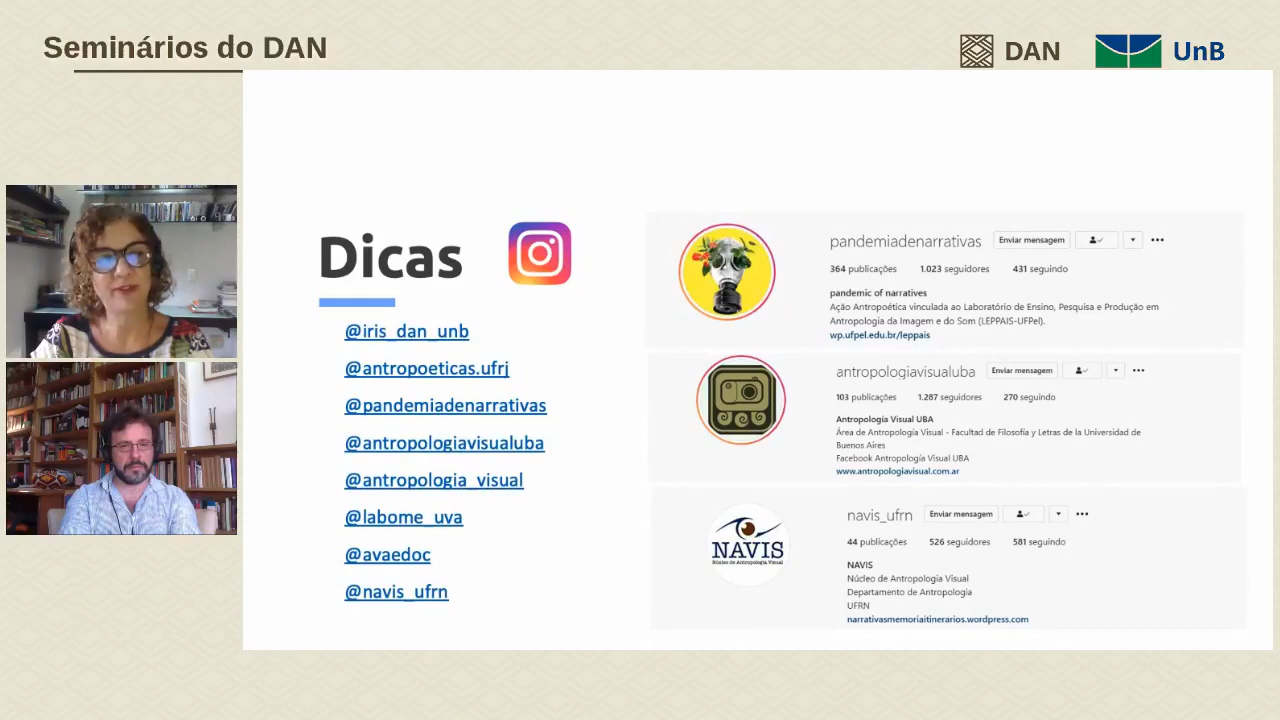 Seminários do DAN
DAN
UnB
Dicas
@iris_dan_unb
@antropoeticas.ufrj
@pandemiadenarrativas
@antropologiavisualuba
@antropologia_visual
@labome_uva
@avaedoc
@navis_ufrn
pandemiadenarrativas Enviar mensagem
364 publicações 1.023 seguidores 431 seguindo
pandemic of narratives
Ação Antropoética vinculada ao Laboratório de Ensino, Pesquisa e Produção em
Antropologia da Imagem e do Som (LEPPAIS-UFPel).
wp.ufpel.edu.br/leppais
antropologiavisualuba Enviar mensagem
103 publicações 1.287 seguidores 270 seguindo
Antropología Visual UBA
Área de Antropología Visual - Facultad de Filosofía y Letras de la Universidad de
Buenos Aires
Facebook Antropología Visual UBA
www.antropologiavisual.com.ar
NAVIS
Núcleo de Antropologia Visual
navis_ufrn Enviar mensagem
44 publicações 526 seguidores 581 seguindo
NAVIS
Núcleo de Antropologia Visual
Departamento de Antropologia
UFRN
narrativasmemoriaitinerarios.wordpress.com